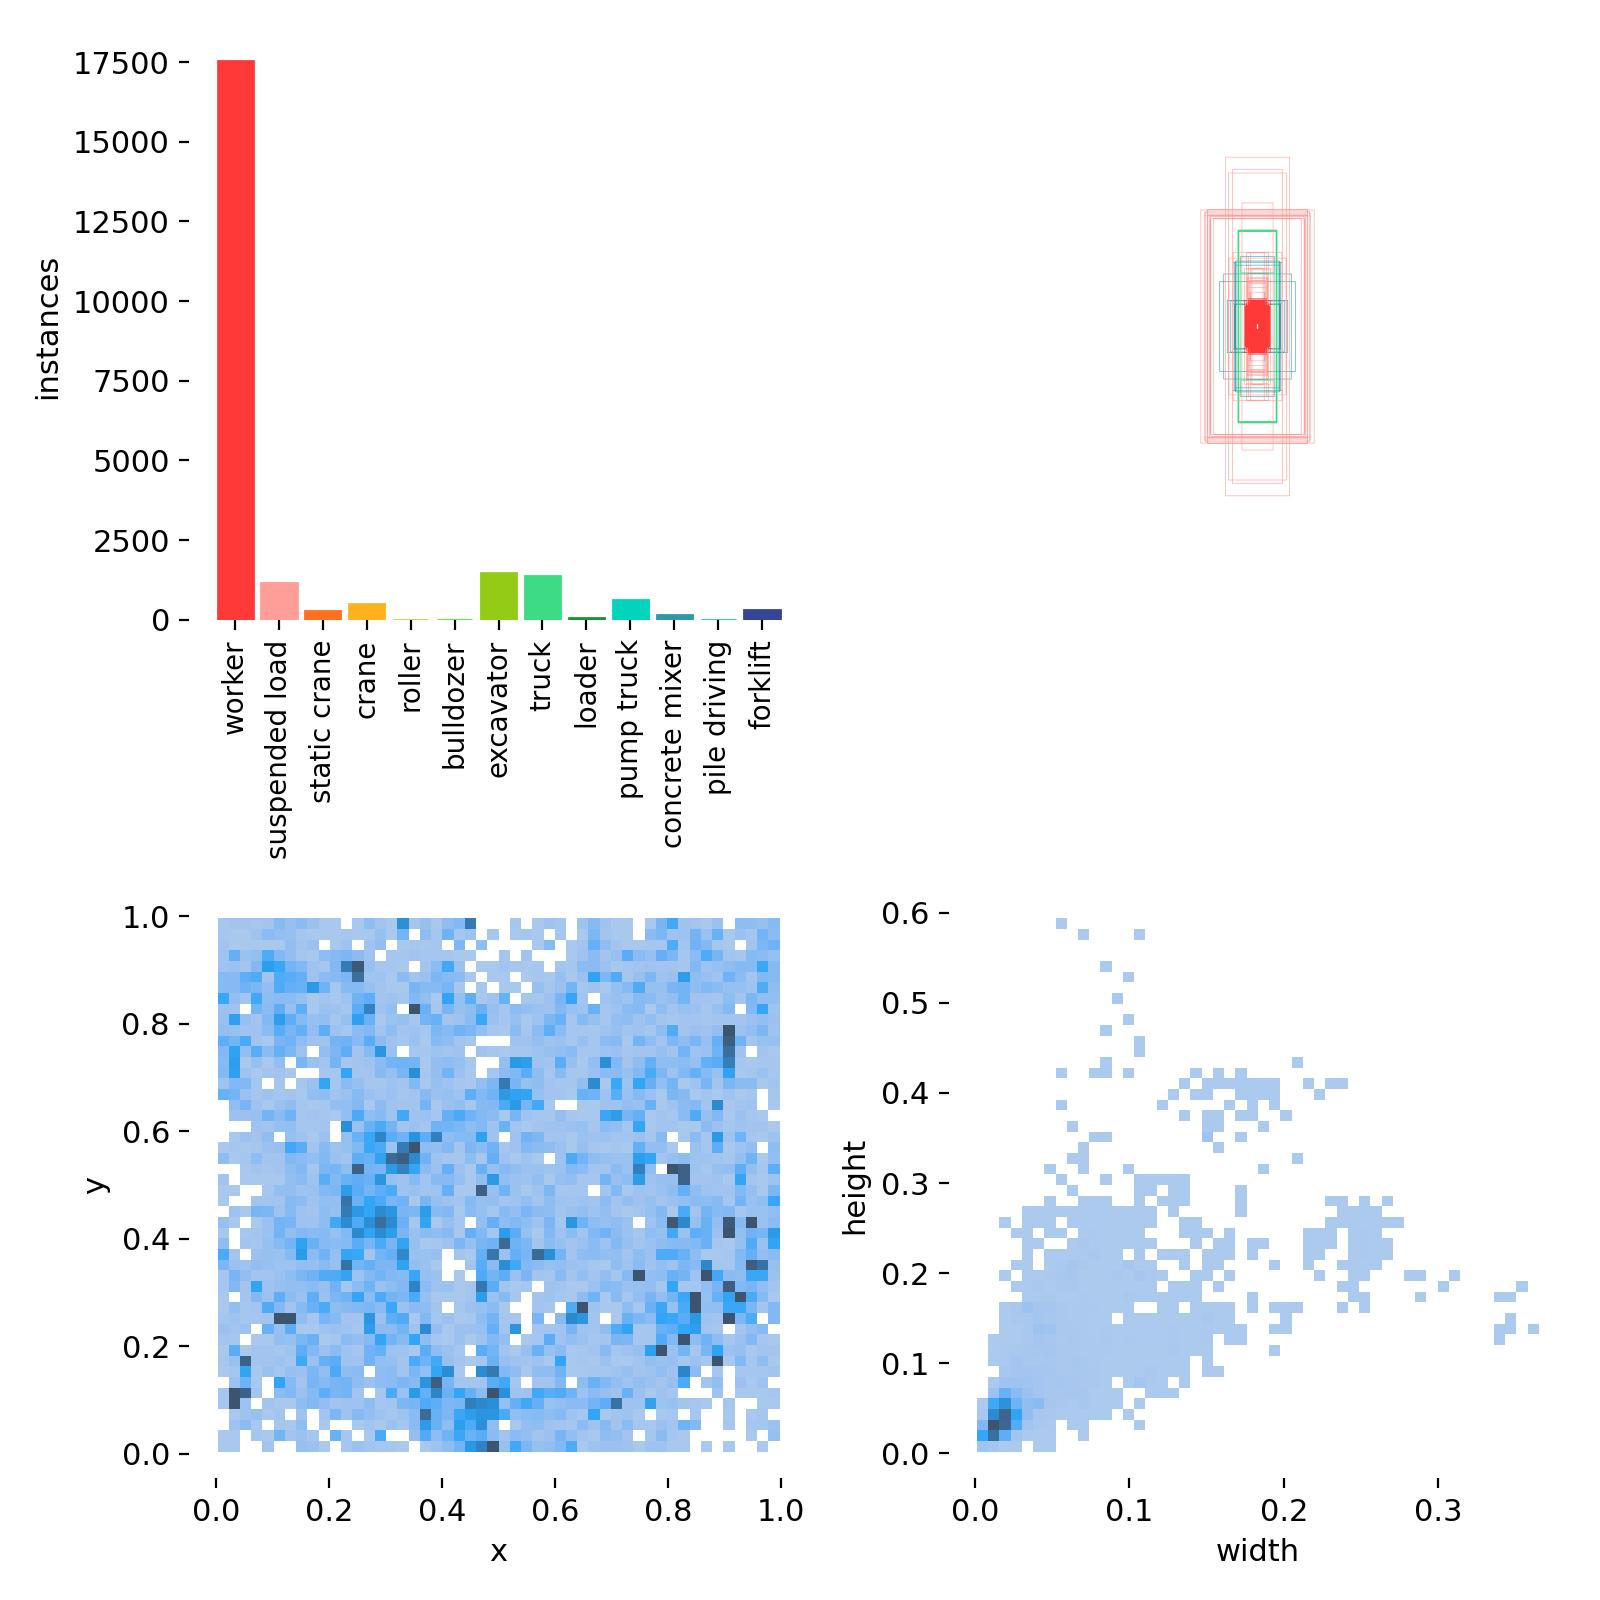 17500
15000
12500
10000
7500
5000
2500
0
instances
worker
suspended load
static crane
crane
roller
bulldozer
excavator
truck
loader
pump truck
concrete mixer
pile driving
forklift
1.0
0.8
0.6
0.4
0.2
0.0
y
0.0 0.2 0.4 0.6 0.8 1.0
x
0.6
0.5
0.4
0.3
0.2
0.1
0.0
height
0.0 0.1 0.2 0.3
width